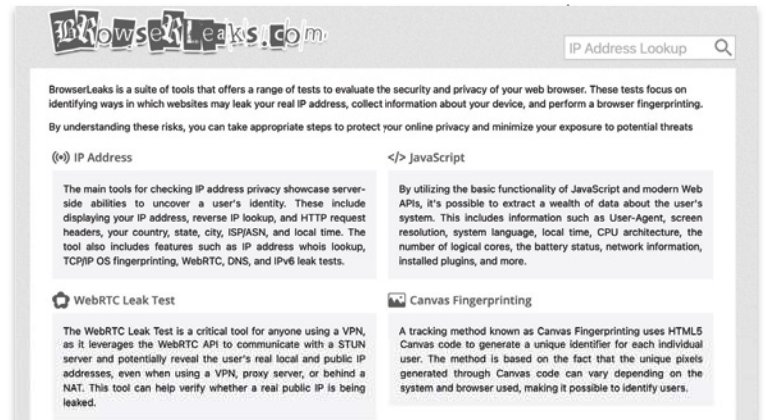 BrowserLeaks.com
IP Address Lookup
BrowserLeaks is a suite of tools that offers a range of tests to evaluate the security and privacy of your web browser. These tests focus on
identifying ways in which websites may leak your real IP address, collect information about your device, and perform a browser fingerprinting.
By understanding these risks, you can take appropriate steps to protect your online privacy and minimize your exposure to potential threats
IP Address
The main tools for checking IP address privacy showcase server-
side abilities to uncover a user's identity. These include
displaying your IP address, reverse IP lookup, and HTTP request
headers, your country, state, city, ISP/ASN, and local time. The
tool also includes features such as IP address whois lookup,
TCP/IP OS fingerprinting, WebRTC, DNS, and IPv6 leak tests.
</> JavaScript
By utilizing the basic functionality of JavaScript and modern Web
APIs, it's possible to extract a wealth of data about the user's
system. This includes information such as User-Agent, screen
resolution, system language, local time, CPU architecture, the
number of logical cores, the battery status, network information,
installed plugins, and more.
WebRTC Leak Test
The WebRTC Leak Test is a critical tool for anyone using a VPN,
as it leverages the WebRTC API to communicate with a STUN
server and potentially reveal the user's real local and public IP
addresses, even when using a VPN, proxy server, or behind a
NAT. This tool can help verify whether a real public IP is being
leaked.
Canvas Fingerprinting
A tracking method known as Canvas Fingerprinting uses HTML5
Canvas code to generate a unique identifier for each individual
user. The method is based on the fact that the unique pixels
generated through Canvas code can vary depending on the
system and browser used, making it possible to identify users.